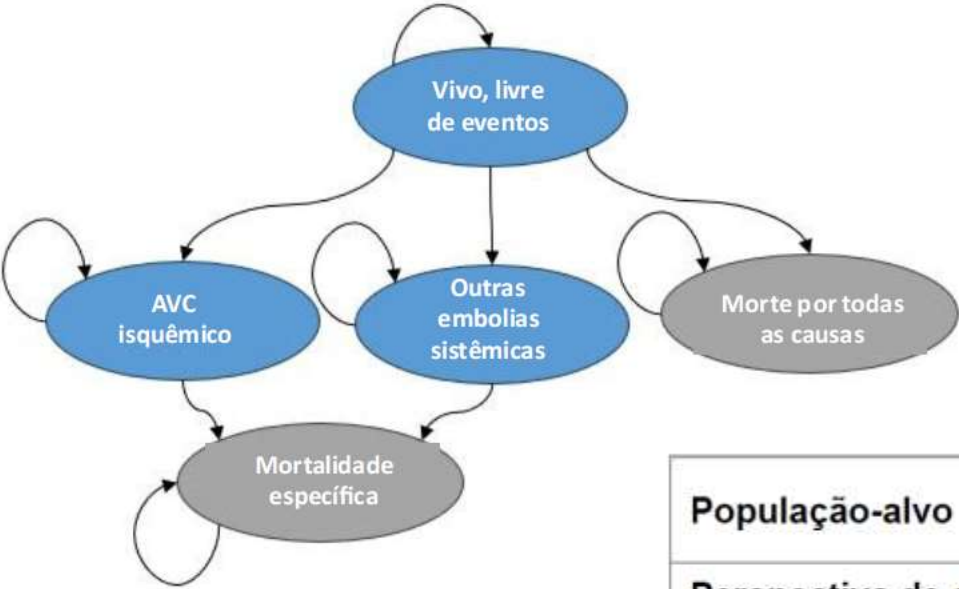 Vivo, livre
de eventos
AVC
isquêmico
Outras
embolias
sistêmicas
Morte por todas
as causas
Mortalidade
específica
População-alvo